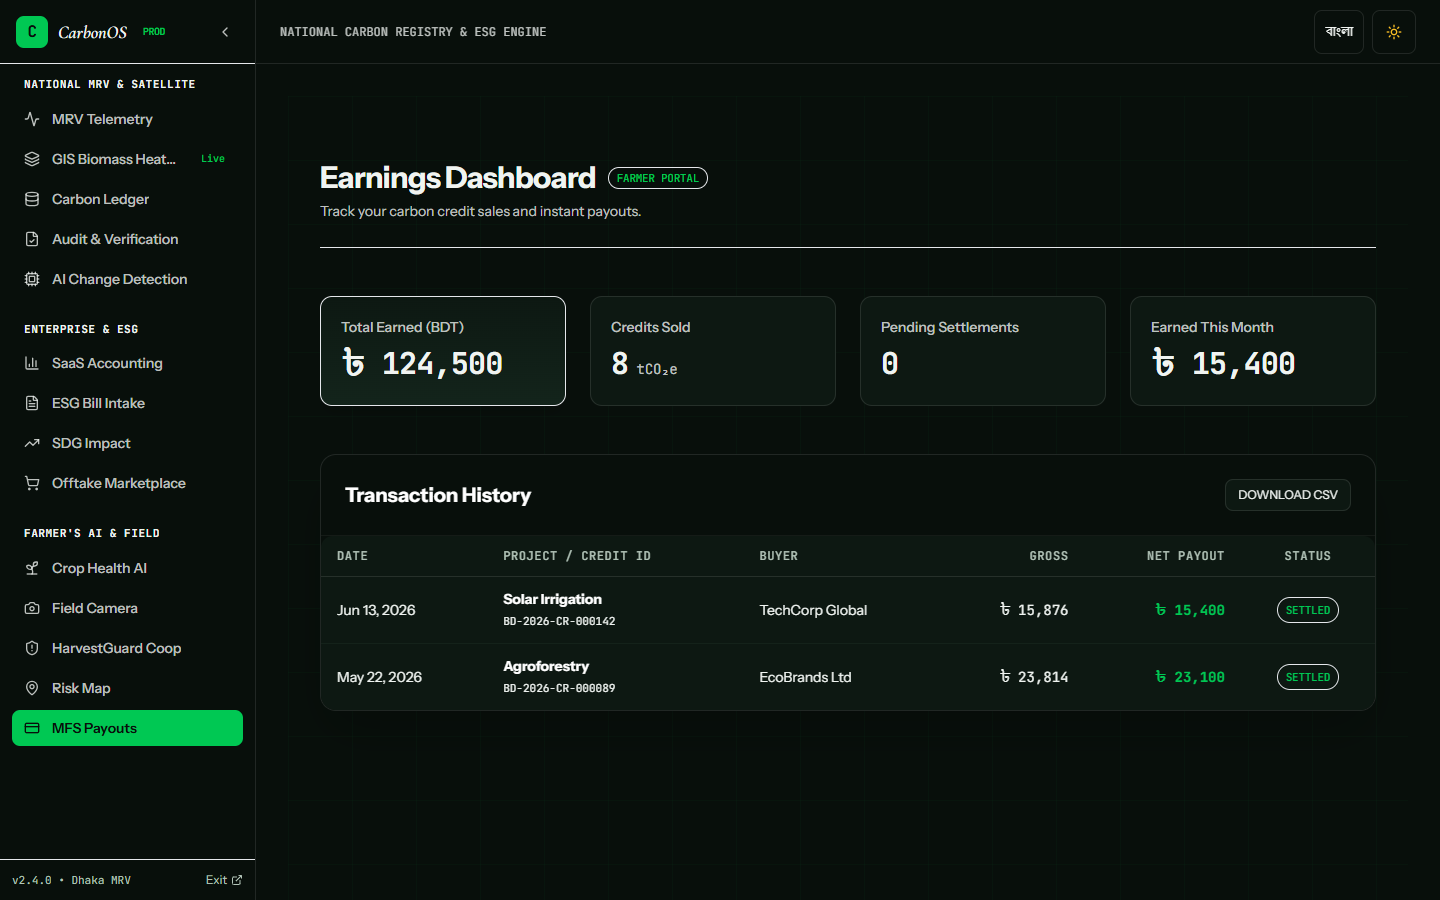 C CarbonOS PROD
NATIONAL CARBON REGISTRY & ESG ENGINE
বাংলা
NATIONAL MRV & SATELLITE
MRV Telemetry
GIS Biomass Heat... Live
Carbon Ledger
Audit & Verification
AI Change Detection
ENTERPRISE & ESG
SaaS Accounting
ESG Bill Intake
SDG Impact
Offtake Marketplace
FARMER'S AI & FIELD
Crop Health AI
Field Camera
HarvestGuard Coop
Risk Map
MFS Payouts
v2.4.0 • Dhaka MRV Exit
Earnings Dashboard FARMER PORTAL
Track your carbon credit sales and instant payouts.
Total Earned (BDT)
৳ 124,500
Credits Sold
8 tCO₂e
Pending Settlements
0
Earned This Month
৳ 15,400
Transaction History DOWNLOAD CSV
DATE PROJECT / CREDIT ID BUYER GROSS NET PAYOUT STATUS
Jun 13, 2026 Solar Irrigation TechCorp Global ৳ 15,876 ৳ 15,400 SETTLED
BD-2026-CR-000142
May 22, 2026 Agroforestry EcoBrands Ltd ৳ 23,814 ৳ 23,100 SETTLED
BD-2026-CR-000089